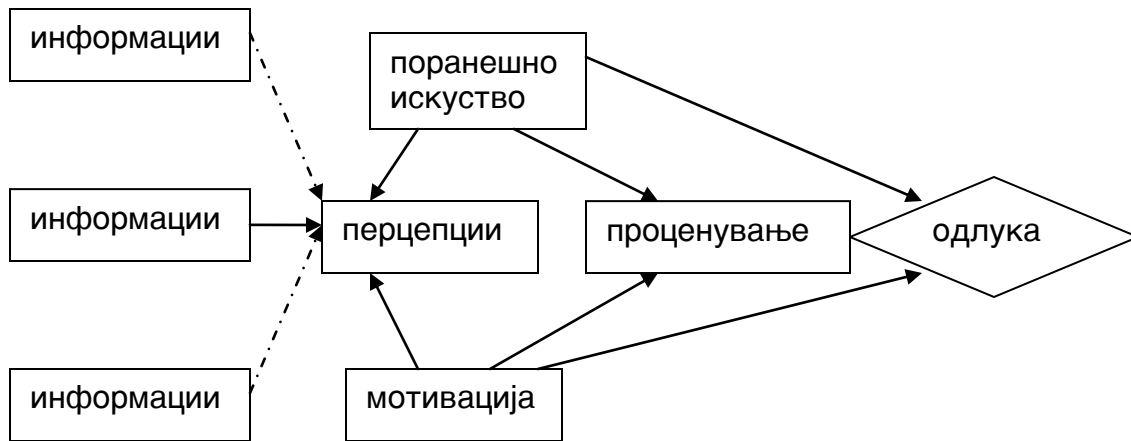 информации
поранешно
искуство
информации
перцепции
проценување
одлука
информации
мотивација